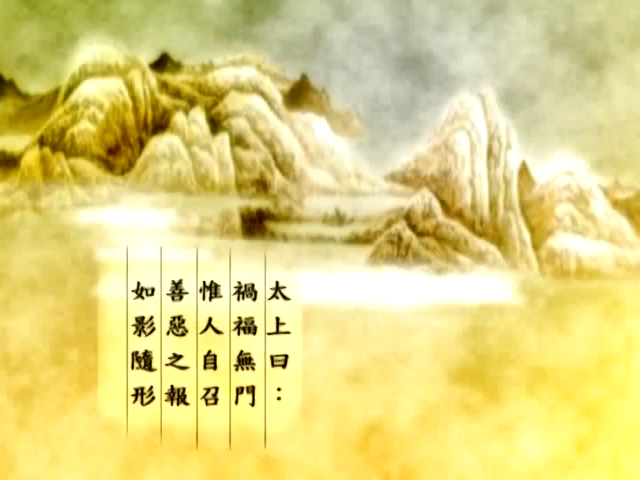 太上曰：
禍福無門
惟人自召
善惡之報
如影隨形